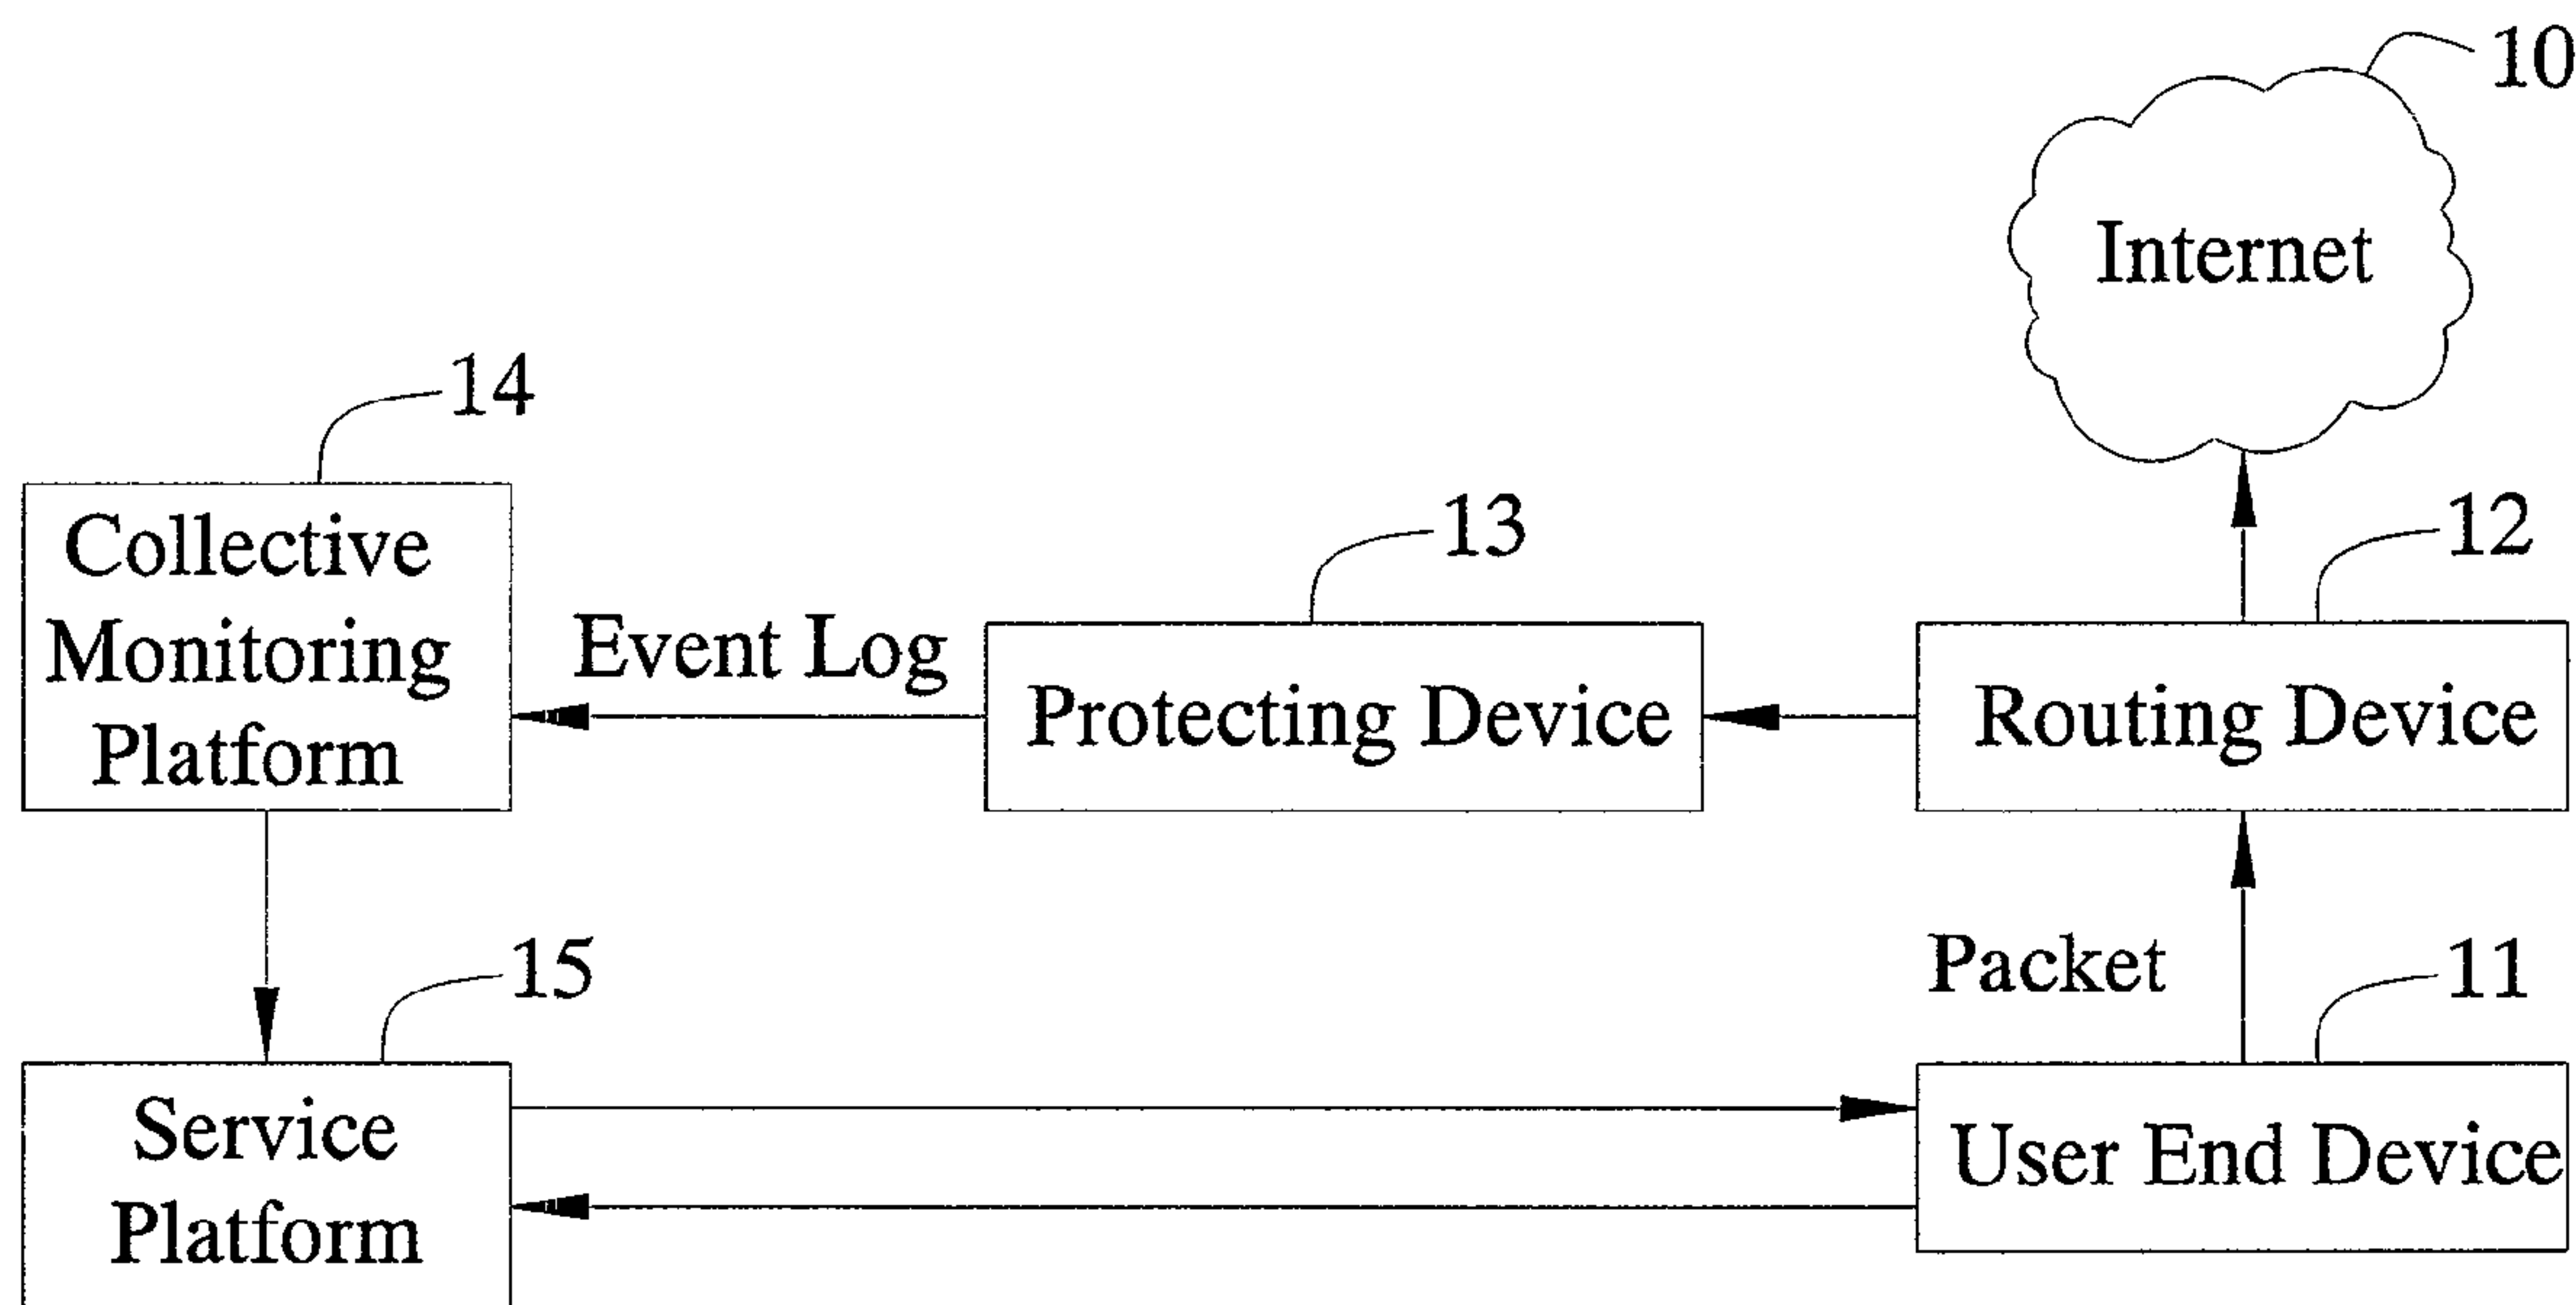 10
Internet
14
Collective
Monitoring
Platform
Event Log
13
Protecting Device
12
Routing Device
Packet
15
Service
Platform
11
User End Device